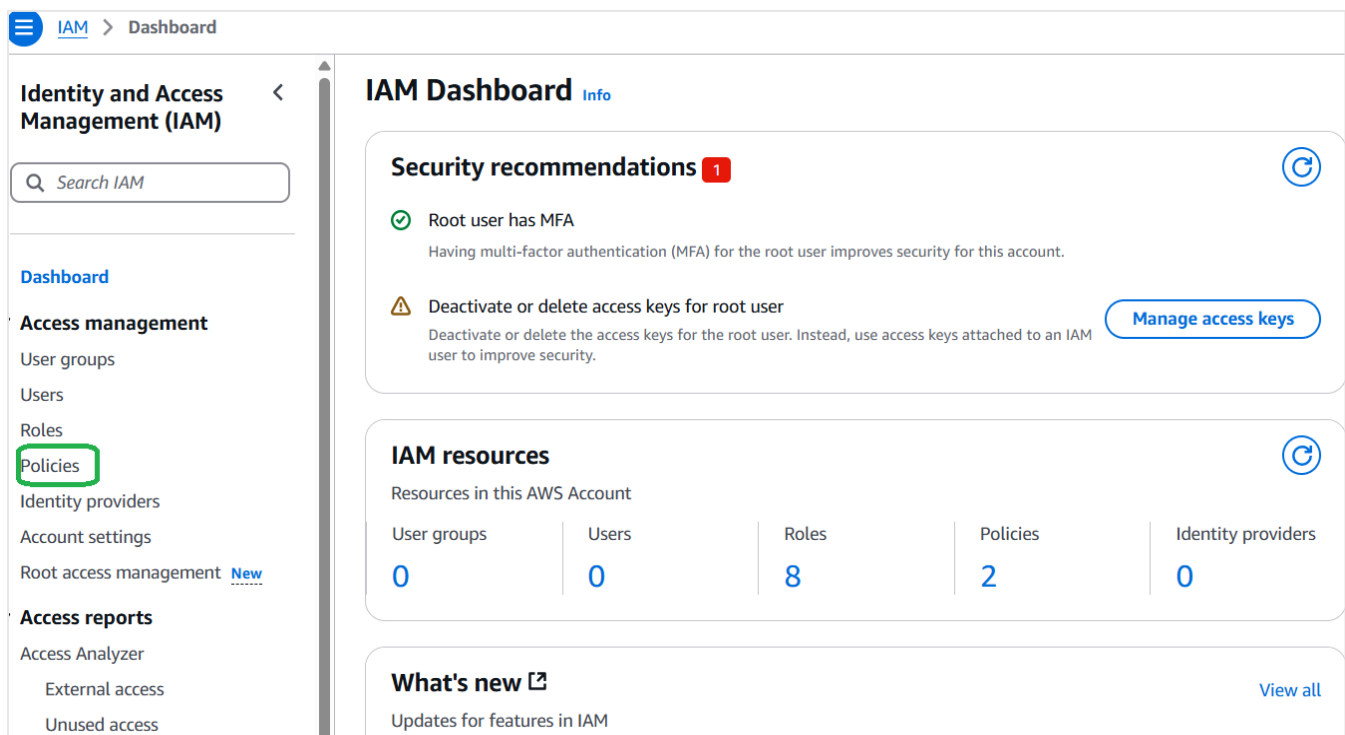 IAM > Dashboard
Identity and Access
Management (IAM)
Search IAM
Dashboard
Access management
User groups
Users
Roles
Policies
Identity providers
Account settings
Root access management New
Access reports
Access Analyzer
External access
Unused access
IAM Dashboard Info
Security recommendations 1
Root user has MFA
Having multi-factor authentication (MFA) for the root user improves security for this account.
Deactivate or delete access keys for root user
Deactivate or delete the access keys for the root user. Instead, use access keys attached to an IAM
user to improve security.
Manage access keys
IAM resources
Resources in this AWS Account
User groups Users Roles Policies Identity providers
0 0 8 2 0
What's new
View all
Updates for features in IAM